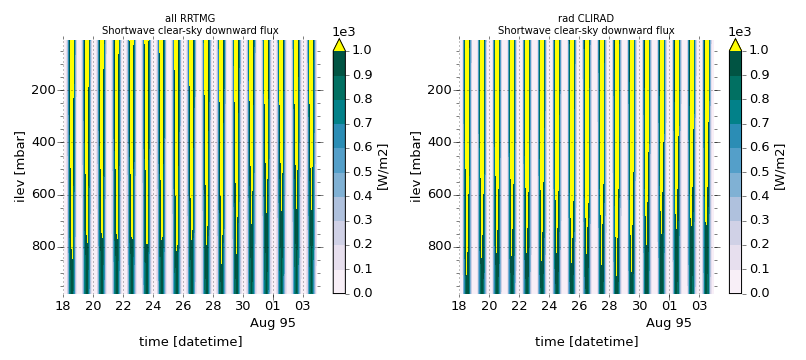 all RRTMG
Shortwave clear-sky downward flux
1e3
ilev [mbar]
200
400
600
800
18 20 22 24 26 28 30 01 03
Aug 95
time [datetime]
1.0
0.9
0.8
0.7
0.6
0.5
0.4
0.3
0.2
0.1
0.0
[W/m2]
rad CLIRAD
Shortwave clear-sky downward flux
1e3
ilev [mbar]
200
400
600
800
18 20 22 24 26 28 30 01 03
Aug 95
time [datetime]
1.0
0.9
0.8
0.7
0.6
0.5
0.4
0.3
0.2
0.1
0.0
[W/m2]